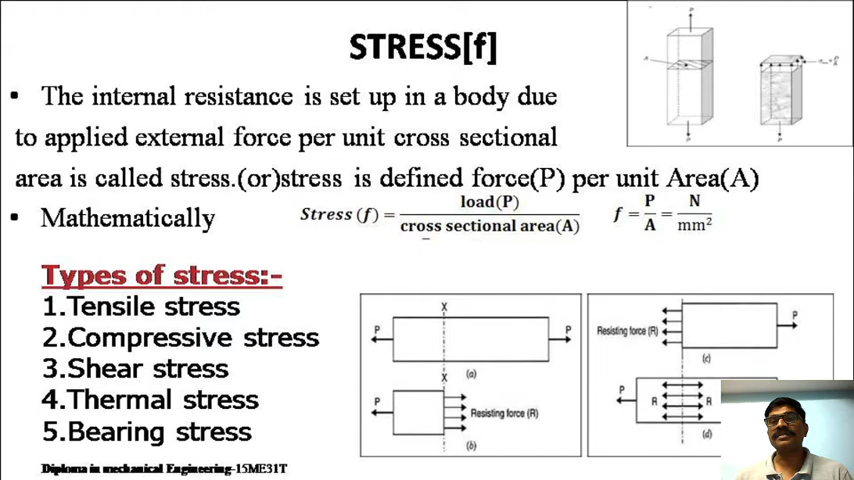 STRESS[f]
P
A
P
P
• The internal resistance is set up in a body due
to applied external force per unit cross sectional
area is called stress.(or)stress is defined force(P) per unit Area(A)
• Mathematically
Stress (f) = load(P) / cross sectional area(A)
f = P / A = N / mm²
Types of stress:-
1.Tensile stress
2.Compressive stress
3.Shear stress
4.Thermal stress
5.Bearing stress
X
P
P
(a)
X
P
Resisting force (R)
(b)
Resisting force (R)
P
(c)
P
R
R
(d)
Diploma in mechanical Engineering-15ME31T